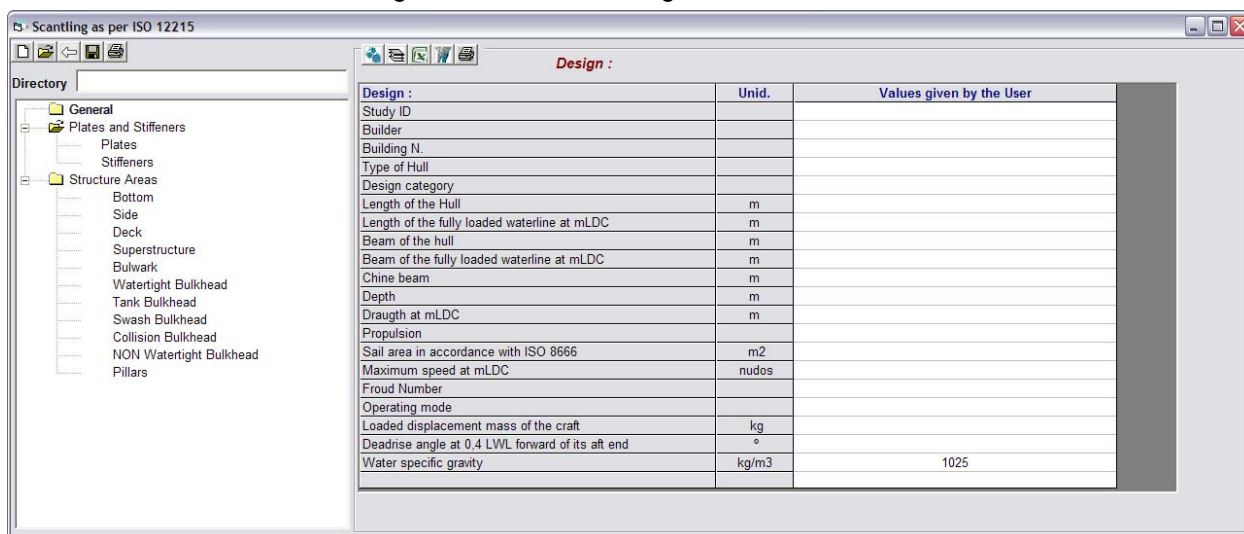 Scantling as per ISO 12215
Directory
General
Plates and Stiffeners
Plates
Stiffeners
Structure Areas
Bottom
Side
Deck
Superstructure
Bulwark
Watertight Bulkhead
Tank Bulkhead
Swash Bulkhead
Collision Bulkhead
NON Watertight Bulkhead
Pillars
Design :
Design : Unid. Values given by the User
Study ID
Builder
Building N.
Type of Hull
Design category
Length of the Hull m
Length of the fully loaded waterline at mLDC m
Beam of the hull m
Beam of the fully loaded waterline at mLDC m
Chine beam m
Depth m
Draugth at mLDC m
Propulsion
Sail area in accordance with ISO 8666 m2
Maximum speed at mLDC nudos
Froud Number
Operating mode
Loaded displacement mass of the craft kg
Deadrise angle at 0,4 LWL forward of its aft end º
Water specific gravity kg/m3 1025